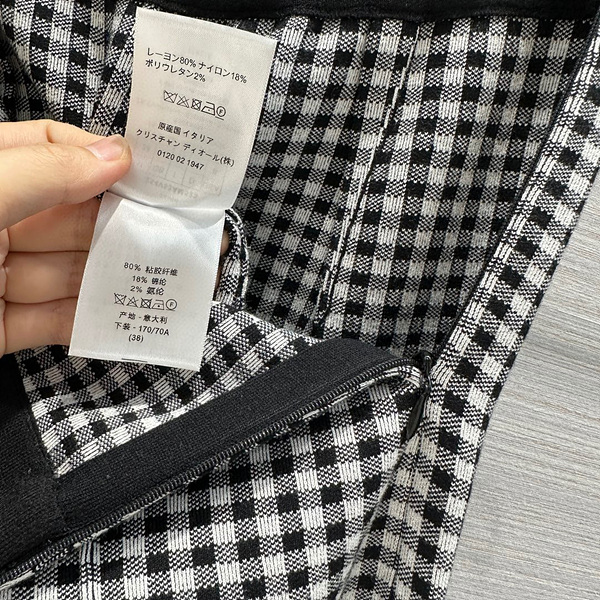 レーヨン80% ナイロン18%
ポリウレタン2%
原産国 イタリア
クリスチャン ディオール(株)
0120 02 1947
80% 粘胶纤维
18% 锦纶
2% 氨纶
产地 - 意大利
下装 - 170/70A
(38)